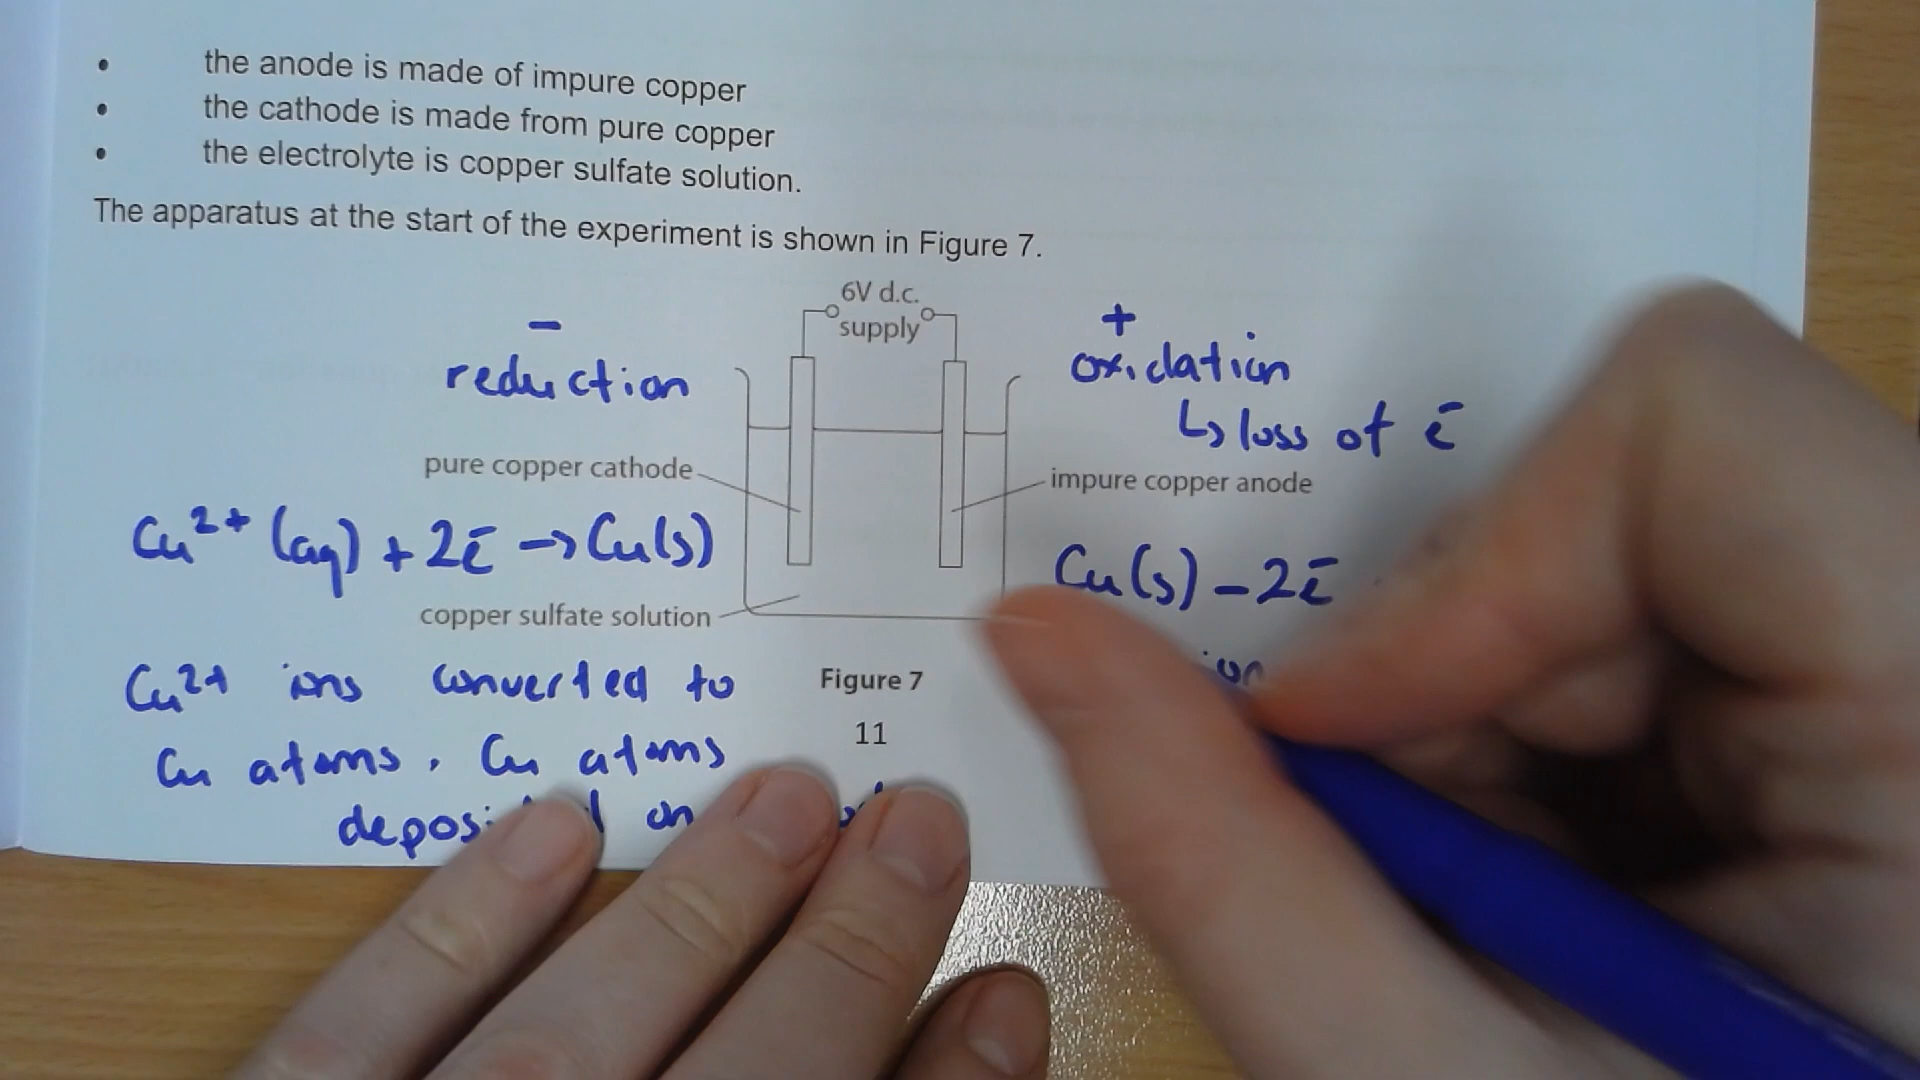 • the anode is made of impure copper
• the cathode is made from pure copper
• the electrolyte is copper sulfate solution.
The apparatus at the start of the experiment is shown in Figure 7.
6V d.c.
supply
−
reduction
+
oxidation
↳ loss of e⁻
pure copper cathode
impure copper anode
Cu²⁺ (aq) + 2e⁻ → Cu(s)
Cu(s) − 2e⁻
copper sulfate solution
Cu²⁺ ions converted to
Cu atoms. Cu atoms
on
Figure 7
11